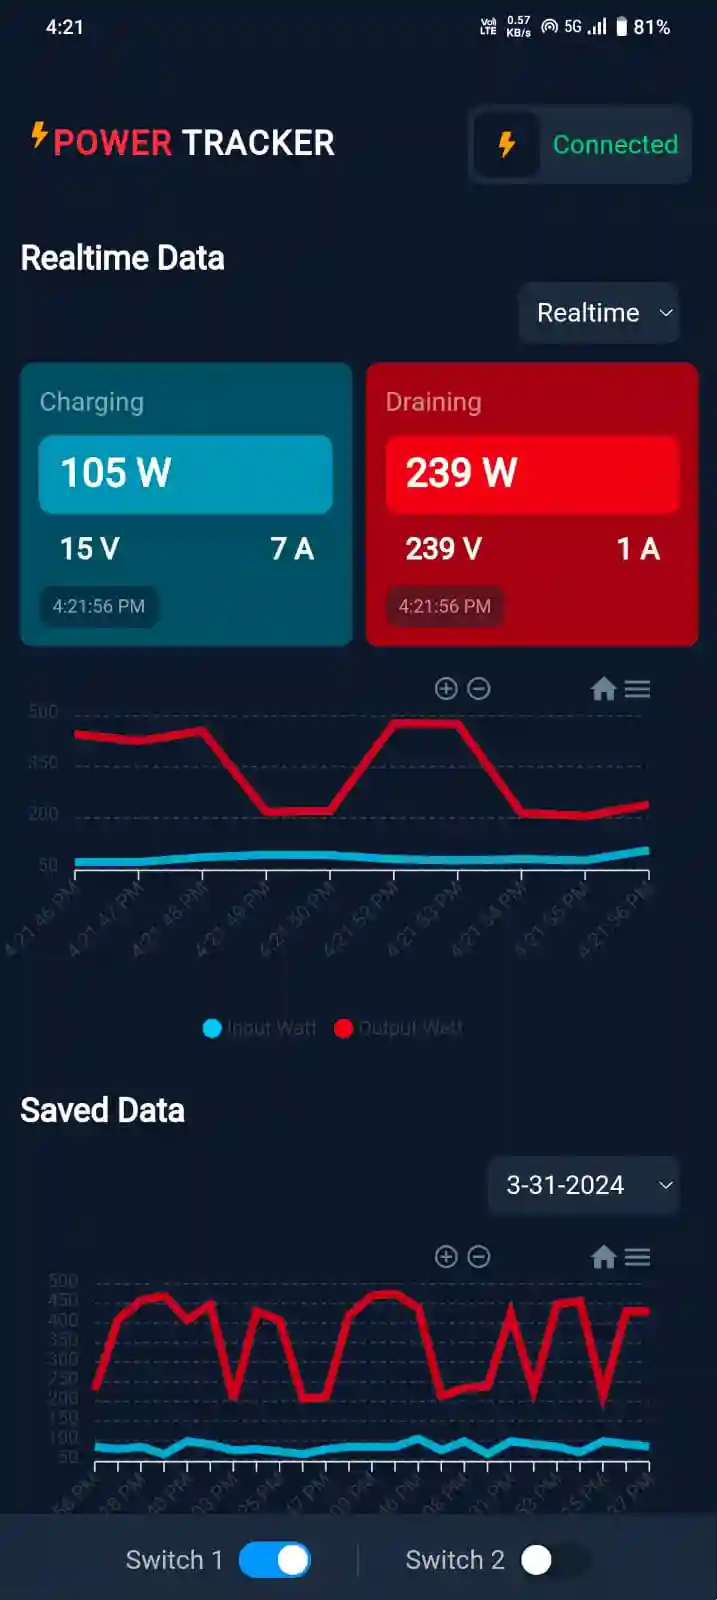 4:21
Vo) LTE 0.57 KB/s 5G 81%
POWER TRACKER
Connected
Realtime Data
Realtime
Charging
105 W
15 V 7 A
4:21:56 PM
Draining
239 W
239 V 1 A
4:21:56 PM
500
350
200
50
4:21:46 PM 4:21:47 PM 4:21:48 PM 4:21:49 PM 4:21:50 PM 4:21:52 PM 4:21:53 PM 4:21:54 PM 4:21:55 PM 4:21:56 PM
Input Watt Output Watt
Saved Data
3-31-2024
500
450
400
350
300
250
200
150
100
50
Switch 1 Switch 2